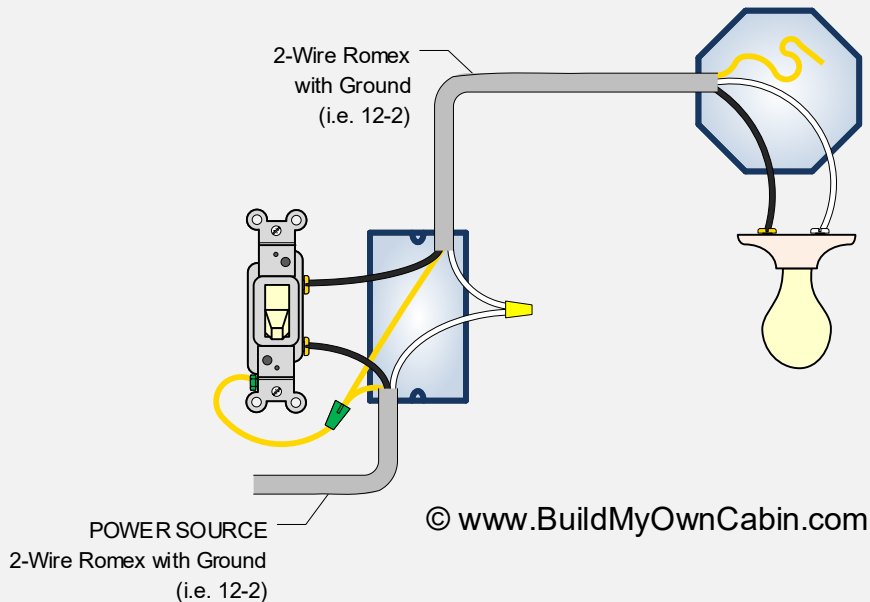 2-Wire Romex
with Ground
(i.e. 12-2)
© www.BuildMyOwnCabin.com
POWER SOURCE
2-Wire Romex with Ground
(i.e. 12-2)